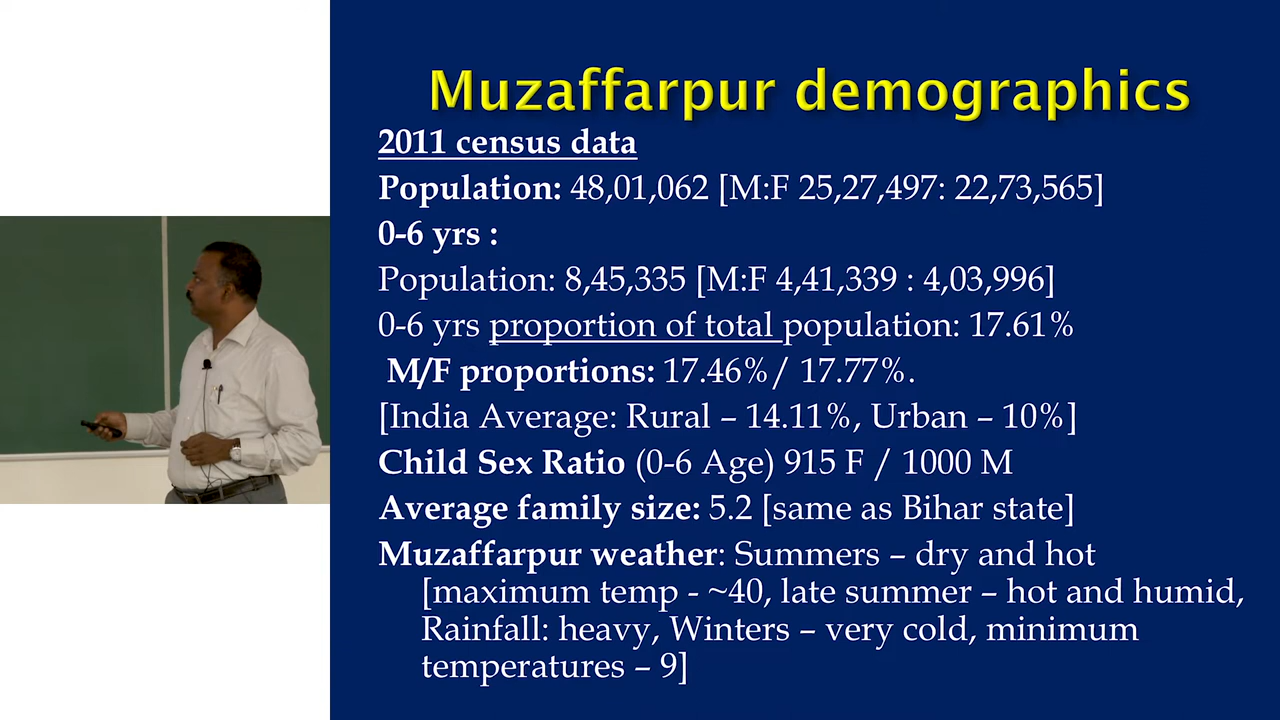 Muzaffarpur demographics
2011 census data
Population: 48,01,062 [M:F 25,27,497: 22,73,565]
0-6 yrs :
Population: 8,45,335 [M:F 4,41,339 : 4,03,996]
0-6 yrs proportion of total population: 17.61%
M/F proportions: 17.46%/ 17.77%.
[India Average: Rural – 14.11%, Urban – 10%]
Child Sex Ratio (0-6 Age) 915 F / 1000 M
Average family size: 5.2 [same as Bihar state]
Muzaffarpur weather: Summers – dry and hot
[maximum temp - ~40, late summer – hot and humid,
Rainfall: heavy, Winters – very cold, minimum
temperatures – 9]